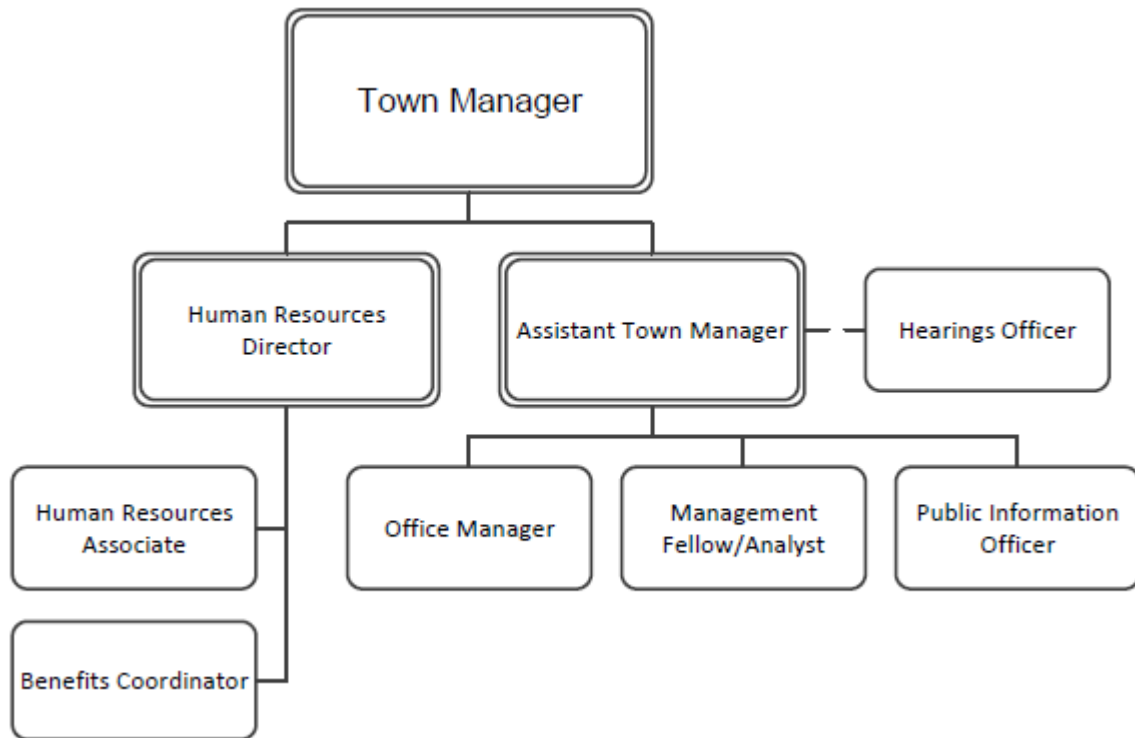 Town Manager
Human Resources
Director
Assistant Town Manager
Hearings Officer
Human Resources
Associate
Office Manager
Management
Fellow/Analyst
Public Information
Officer
Benefits Coordinator